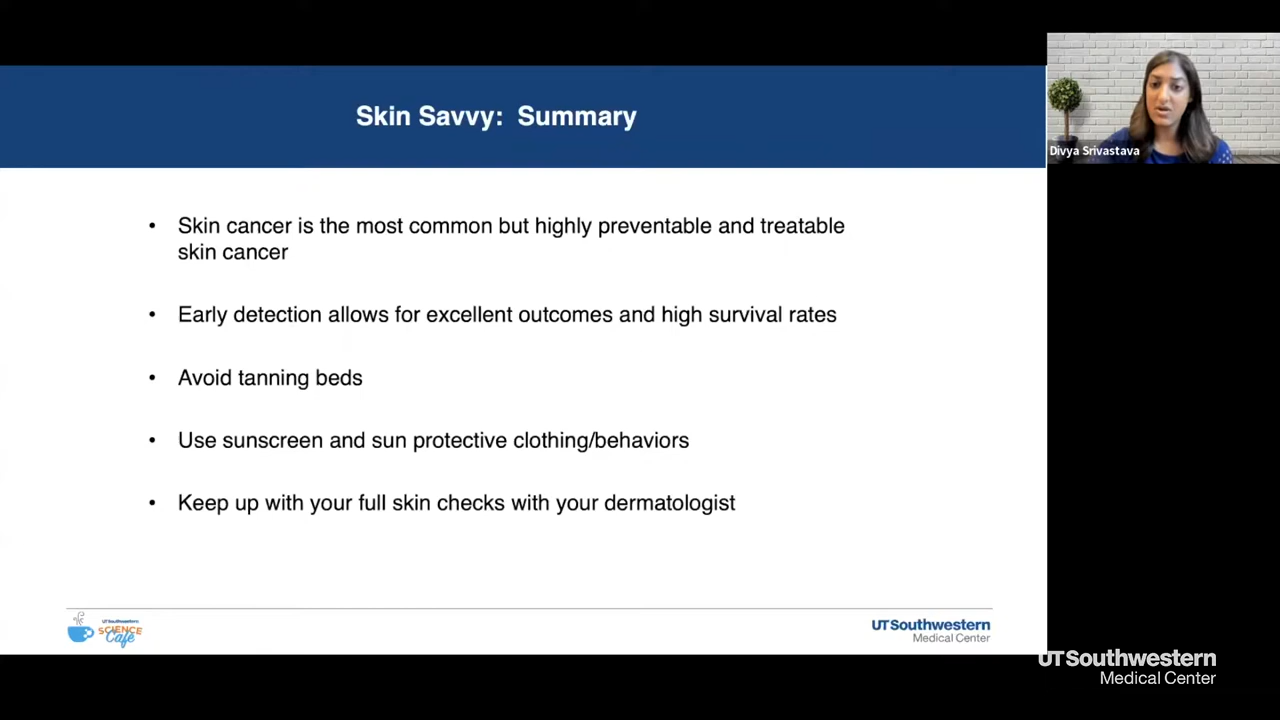 Skin Savvy:  Summary
Divya Srivastava
• Skin cancer is the most common but highly preventable and treatable
skin cancer
• Early detection allows for excellent outcomes and high survival rates
• Avoid tanning beds
• Use sunscreen and sun protective clothing/behaviors
• Keep up with your full skin checks with your dermatologist
UTSouthwestern
SCIENCE
Café
UTSouthwestern
Medical Center
UTSouthwestern
Medical Center